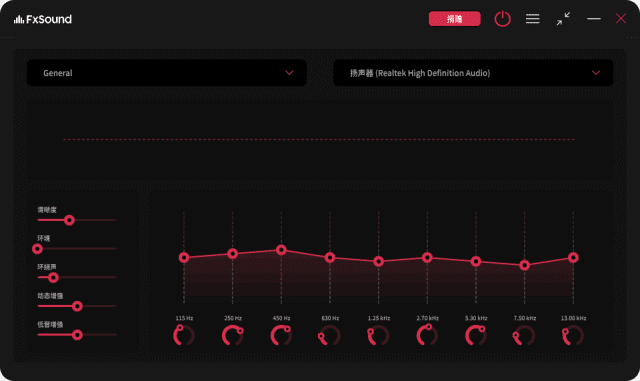 FxSound
捐赠
General
扬声器 (Realtek High Definition Audio)
清晰度
环境
环绕声
动态增强
低音增强
115 Hz 250 Hz 450 Hz 630 Hz 1.25 kHz 2.70 kHz 5.30 kHz 7.50 kHz 13.00 kHz